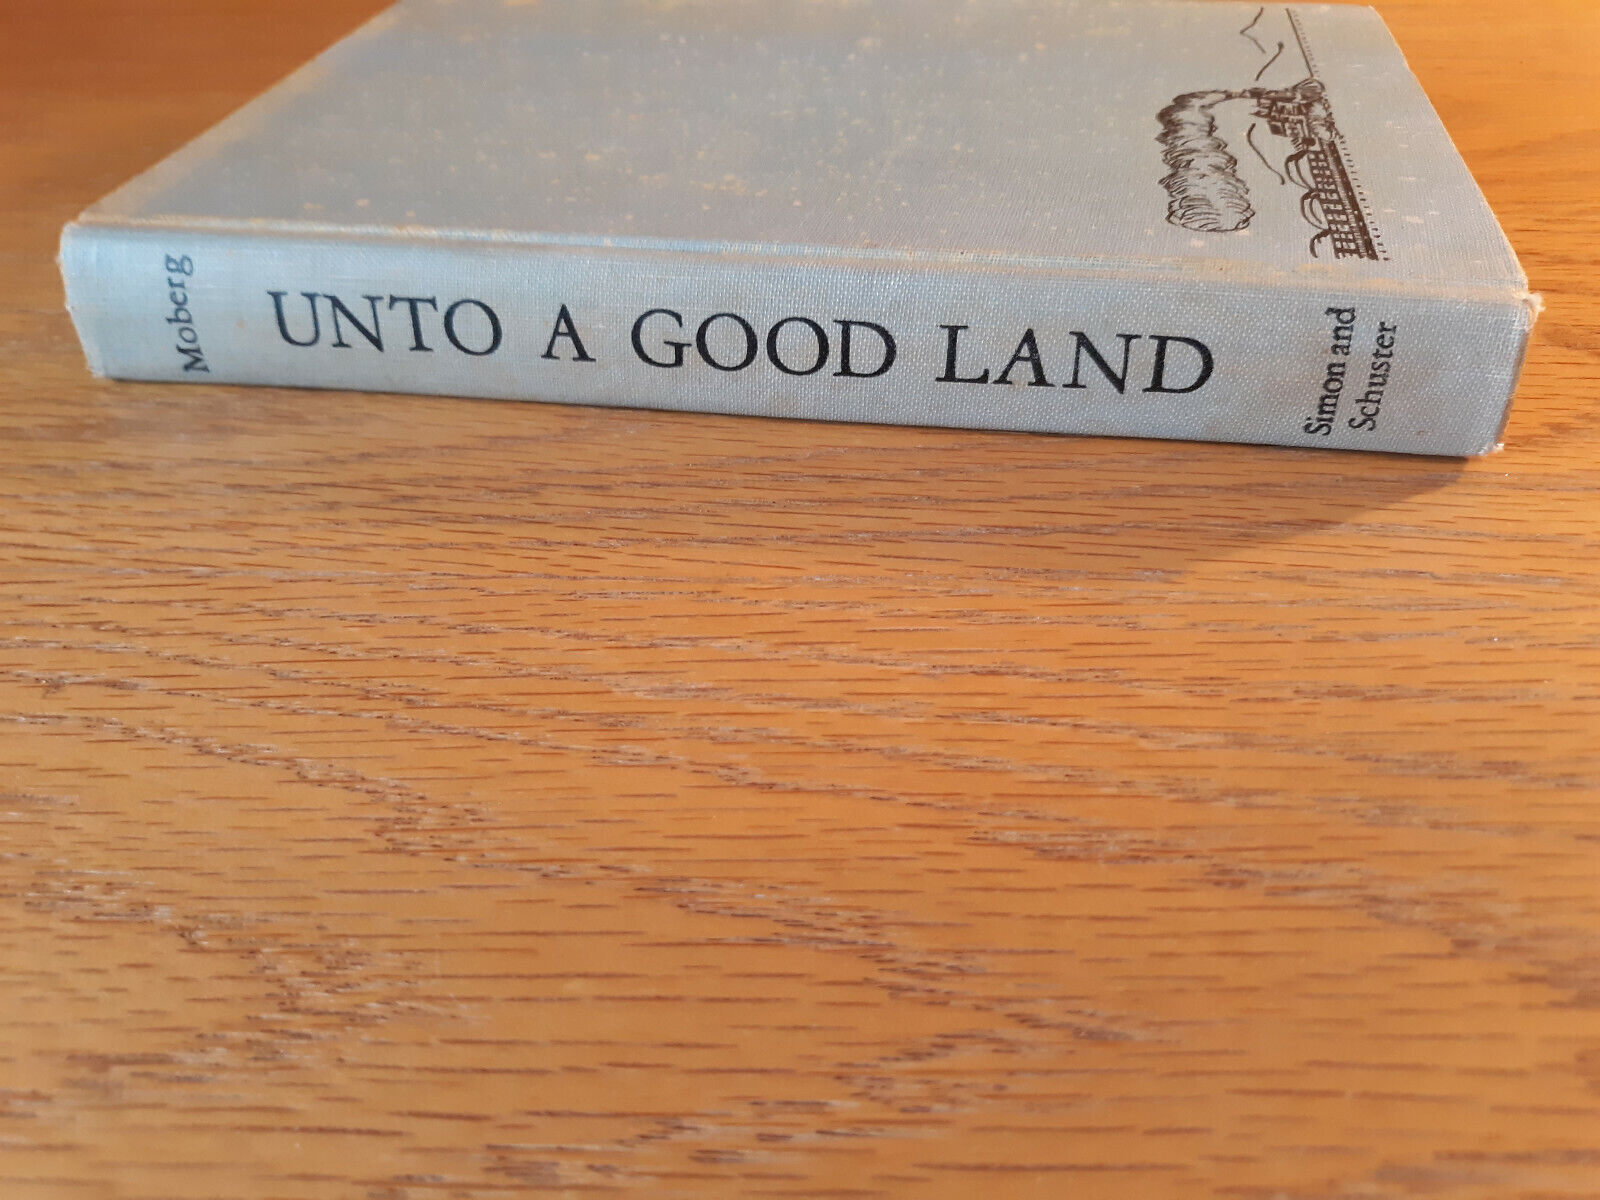 Moberg
UNTO A GOOD LAND
Simon and
Schuster